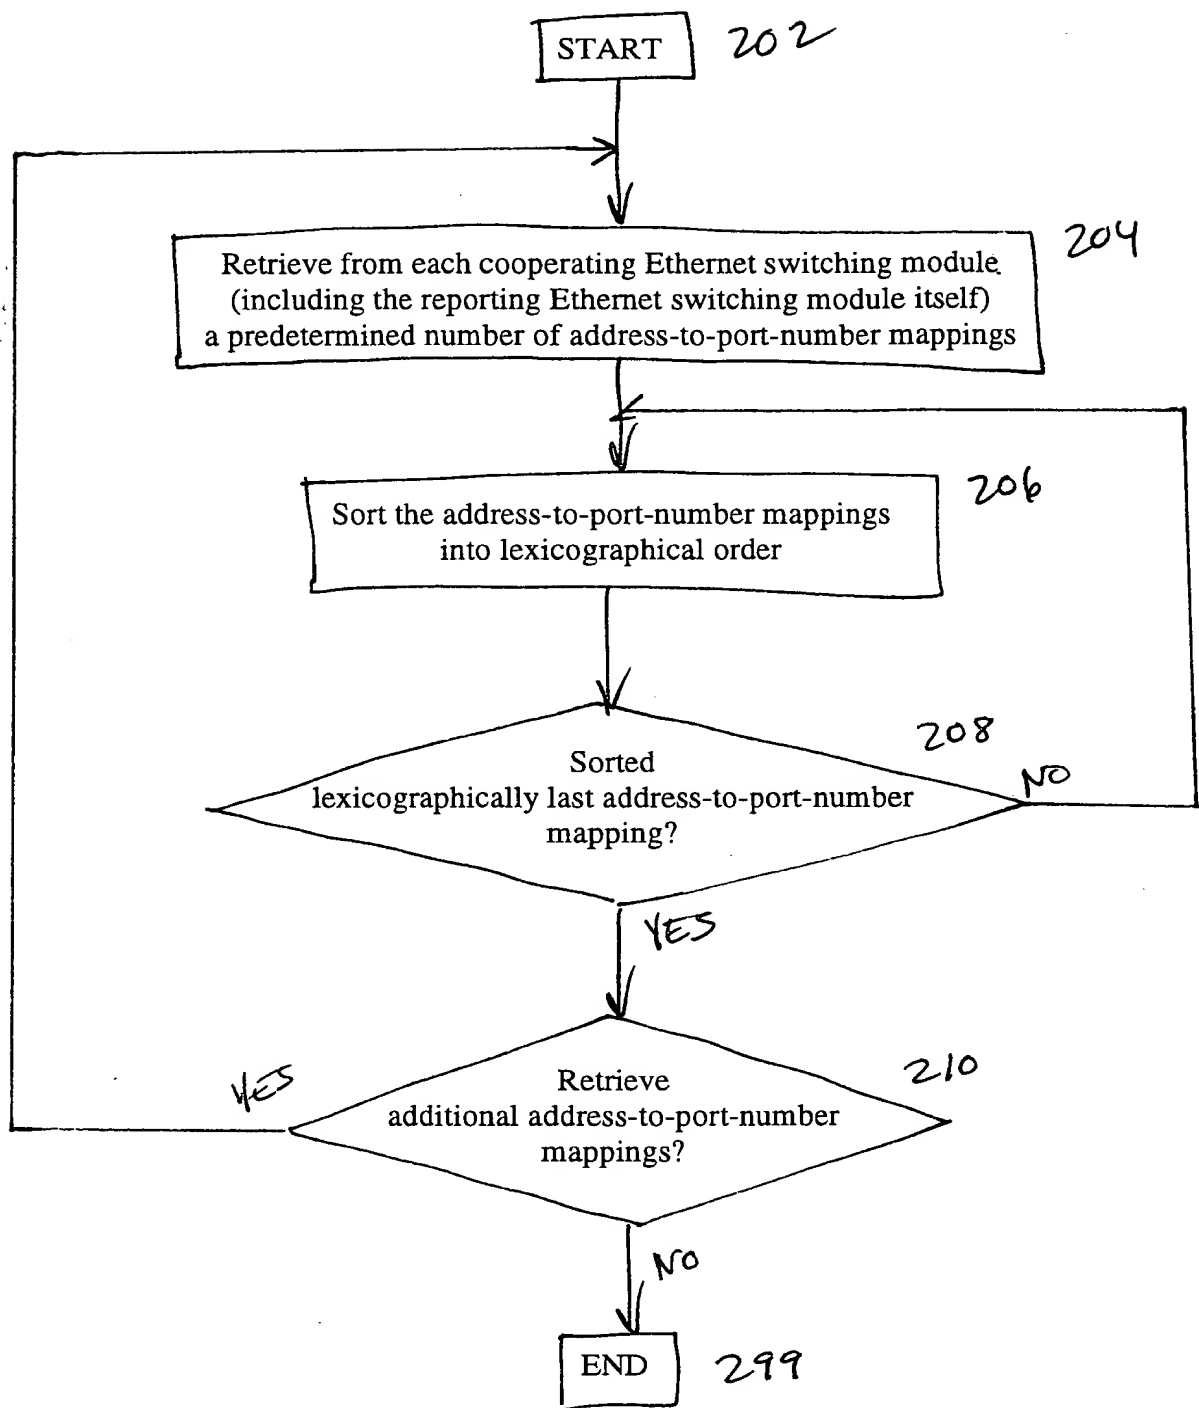 START 202
204
Retrieve from each cooperating Ethernet switching module
(including the reporting Ethernet switching module itself)
a predetermined number of address-to-port-number mappings
206
Sort the address-to-port-number mappings
into lexicographical order
208
Sorted
lexicographically last address-to-port-number
mapping?
NO
YES
210
Retrieve
additional address-to-port-number
mappings?
YES
NO
END 299